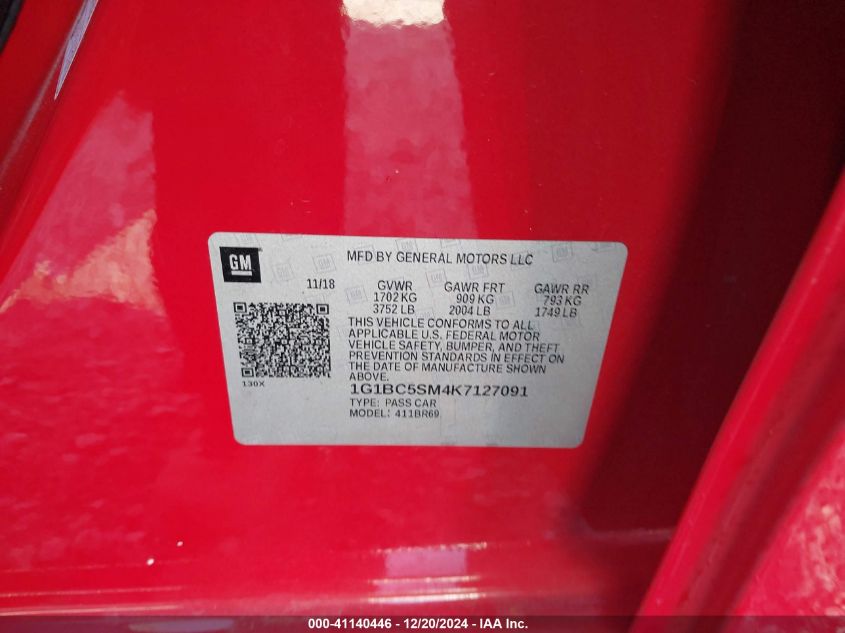 GM
MFD BY GENERAL MOTORS LLC
11/18 GVWR GAWR FRT GAWR RR
1702 KG 909 KG 793 KG
3752 LB 2004 LB 1749 LB
THIS VEHICLE CONFORMS TO ALL
APPLICABLE U.S. FEDERAL MOTOR
VEHICLE SAFETY, BUMPER, AND THEFT
PREVENTION STANDARDS IN EFFECT ON
THE DATE OF MANUFACTURE SHOWN
ABOVE.
130X
1G1BC5SM4K7127091
TYPE: PASS CAR
MODEL: 411BR69
000-41140446 - 12/20/2024 - IAA Inc.